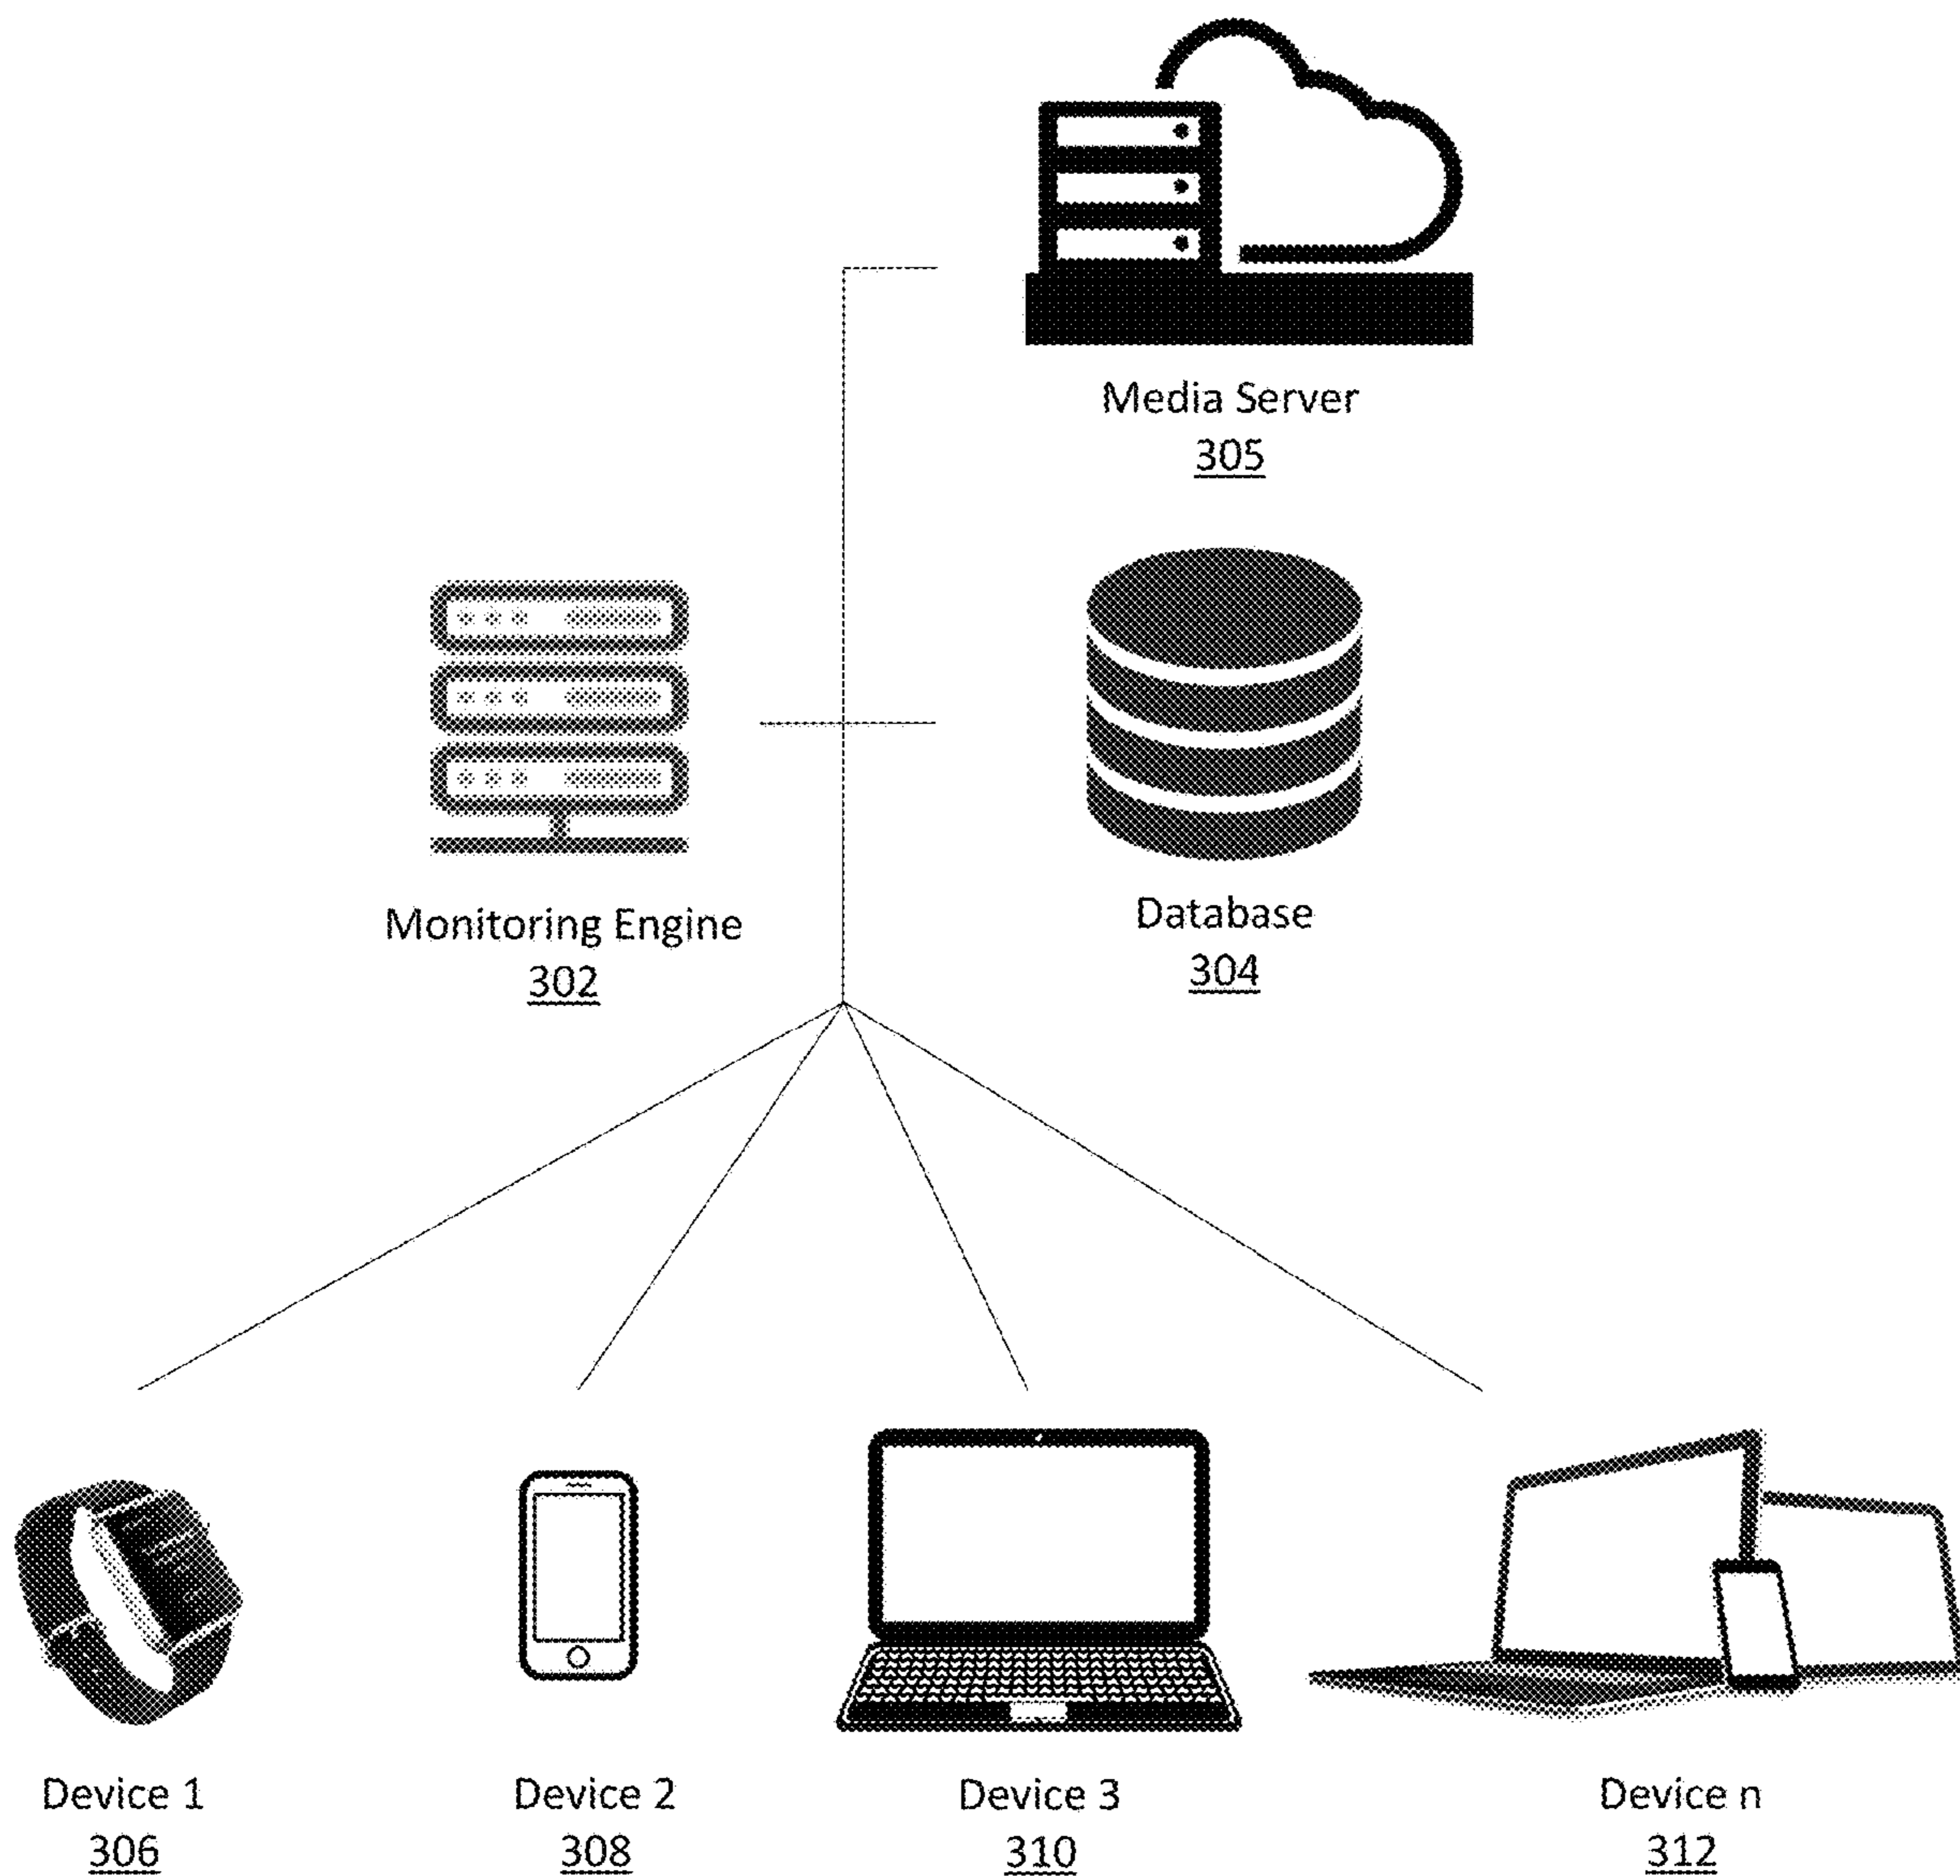 Media Server
305
Monitoring Engine
302
Database
304
Device 1
306
Device 2
308
Device 3
310
Device n
312